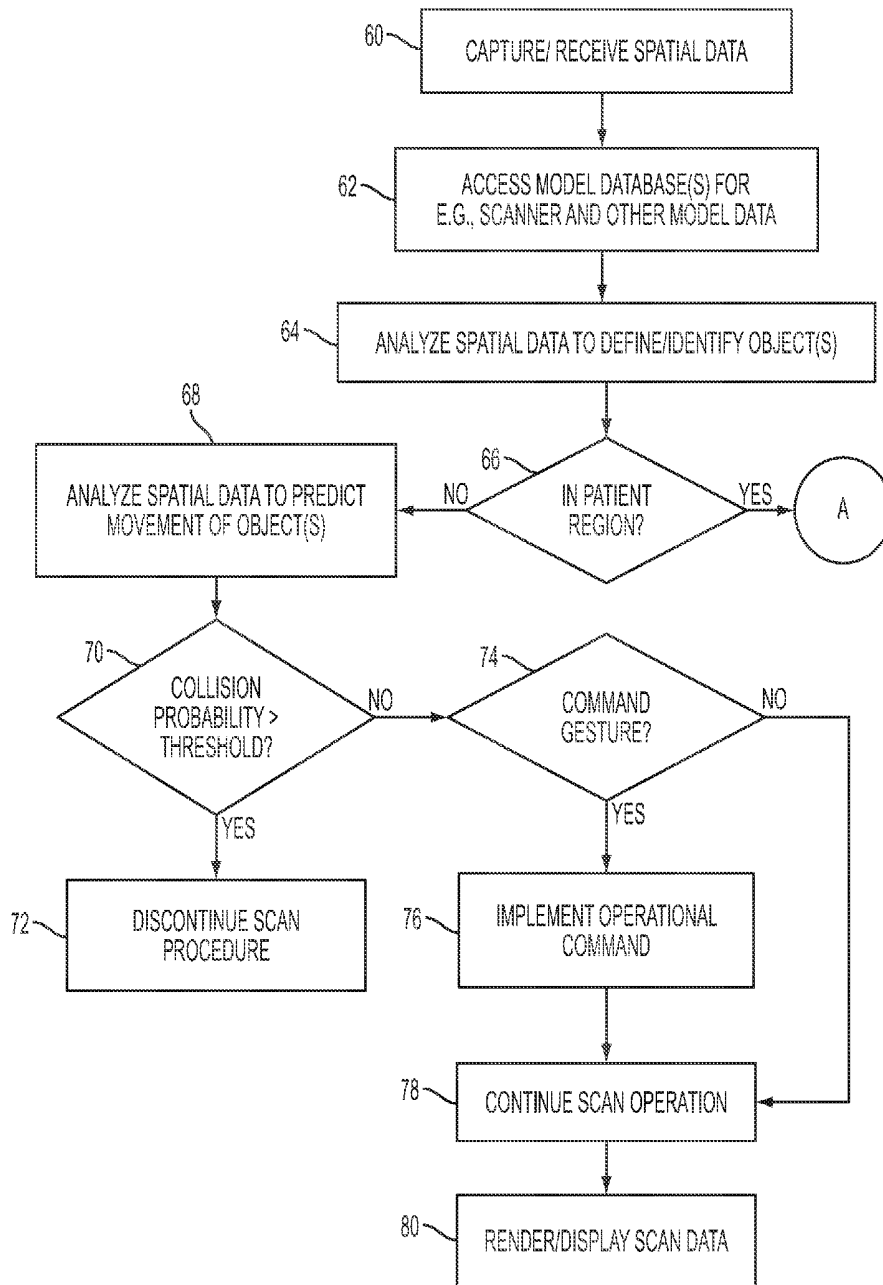 60
CAPTURE/ RECEIVE SPATIAL DATA
62
ACCESS MODEL DATABASE(S) FOR
E.G., SCANNER AND OTHER MODEL DATA
64
ANALYZE SPATIAL DATA TO DEFINE/IDENTIFY OBJECT(S)
66
IN PATIENT
REGION?
NO
YES
A
68
ANALYZE SPATIAL DATA TO PREDICT
MOVEMENT OF OBJECT(S)
70
COLLISION
PROBABILITY >
THRESHOLD?
NO
YES
72
DISCONTINUE SCAN
PROCEDURE
74
COMMAND
GESTURE?
NO
YES
76
IMPLEMENT OPERATIONAL
COMMAND
78
CONTINUE SCAN OPERATION
80
RENDER/DISPLAY SCAN DATA